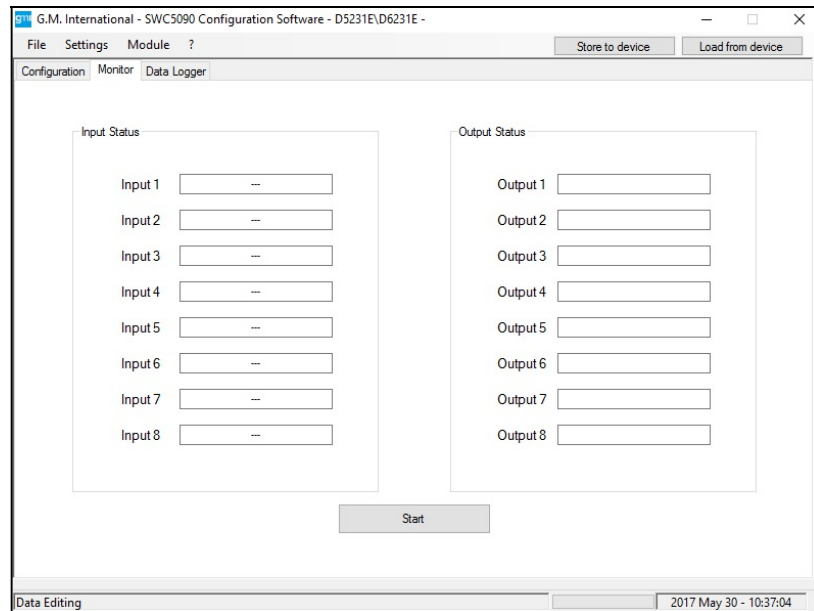 gmi G.M. International - SWC5090 Configuration Software - D5231E\D6231E -
File Settings Module ? Store to device Load from device
Configuration Monitor Data Logger
Input Status Output Status
Input 1 --- Output 1
Input 2 --- Output 2
Input 3 --- Output 3
Input 4 --- Output 4
Input 5 --- Output 5
Input 6 --- Output 6
Input 7 --- Output 7
Input 8 --- Output 8
Start
Data Editing 2017 May 30 - 10:37:04